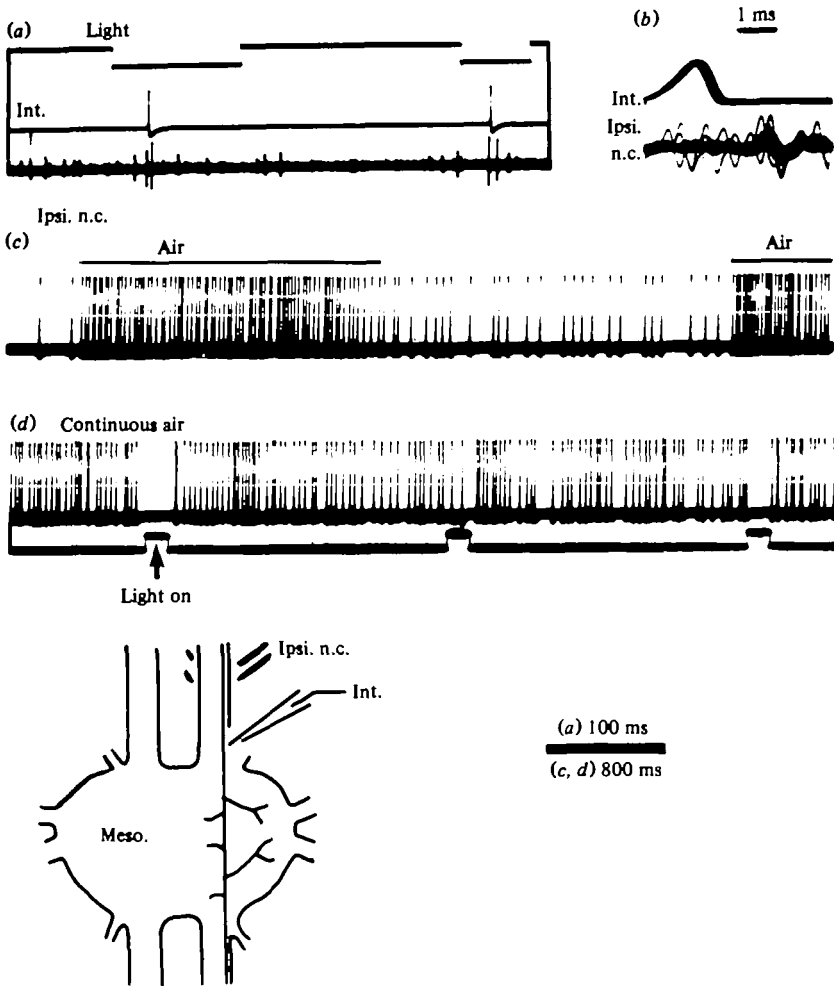 (a) Light
(b) 1 ms
Int.
Ipsi. n.c.
Int.
Ipsi.
n.c.
(c) Air Air
(d) Continuous air
Light on
Ipsi. n.c.
Int.
Meso.
(a) 100 ms
(c, d) 800 ms